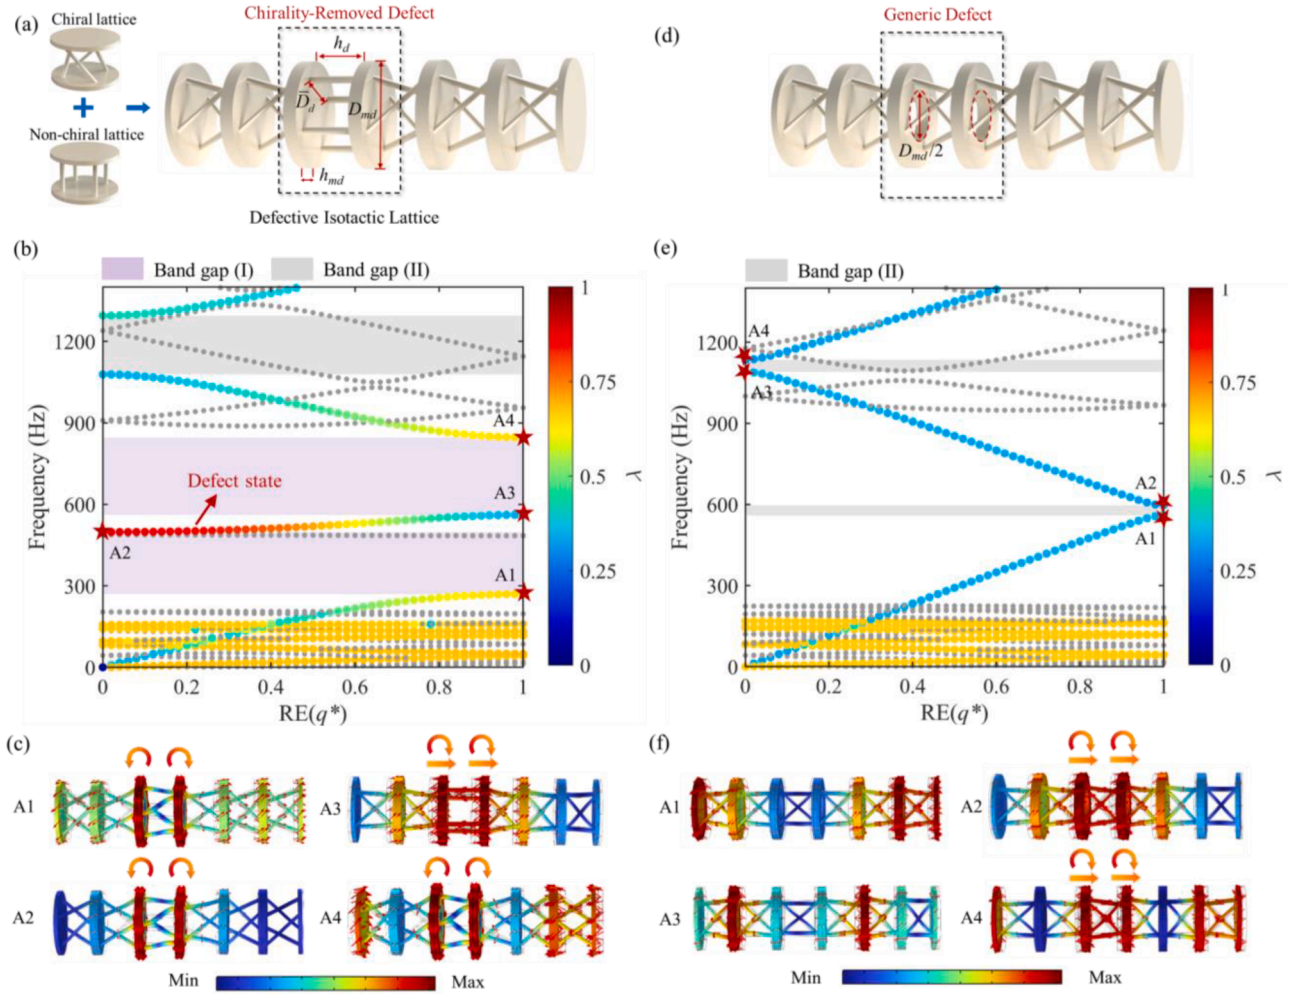 (a)
Chiral lattice
Non-chiral lattice
Chirality-Removed Defect
h_d
D̅_d
D_md
h_md
Defective Isotactic Lattice
(d)
Generic Defect
D_md/2
(b)
Band gap (I)
Band gap (II)
1200
900
600
300
0
Frequency (Hz)
Defect state
A4
A3
A2
A1
0
0.2
0.4
0.6
0.8
1
RE(q*)
1
0.75
0.5
0.25
0
λ
(e)
Band gap (II)
1200
900
600
300
0
Frequency (Hz)
A4
A3
A2
A1
0
0.2
0.4
0.6
0.8
1
RE(q*)
1
0.75
0.5
0.25
0
λ
(c)
A1
A3
A2
A4
Min
Max
(f)
A1
A2
A3
A4
Min
Max